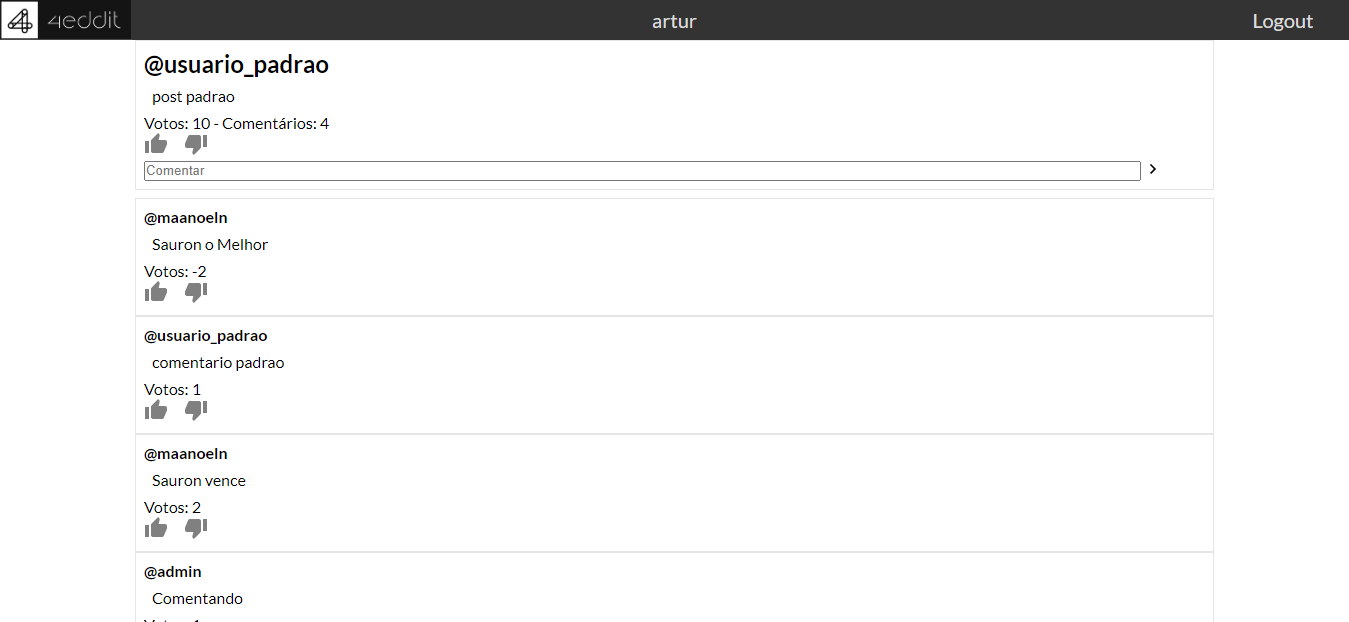 4 4eddit artur Logout
@usuario_padrao
post padrao
Votos: 10 - Comentários: 4
Comentar
@maanoeln
Sauron o Melhor
Votos: -2
@usuario_padrao
comentario padrao
Votos: 1
@maanoeln
Sauron vence
Votos: 2
@admin
Comentando